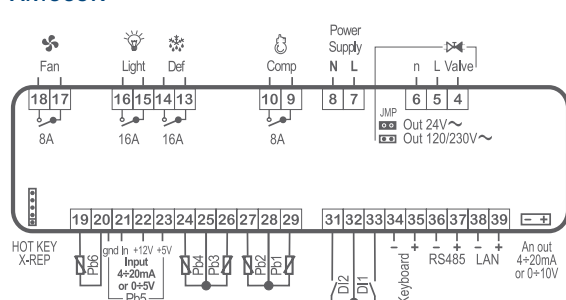 Power
Supply
Fan Light Def Comp N L n L Valve
18 17 16 15 14 13 10 9 8 7 6 5 4
8A 16A 16A 8A
JMP
Out 24V~
Out 120/230V~
19 20 21 22 23 24 25 26 27 28 29 31 32 33 34 35 36 37 38 39 - +
HOT KEY
X-REP
Pb6
gnd In +12V +5V
Input
4÷20mA
or 0÷5V
Pb5
Pb4 Pb3 Pb2 Pb1
DI2 DI1
- + - + - +
Keyboard
RS485 LAN
An out
4÷20mA
or 0÷10V